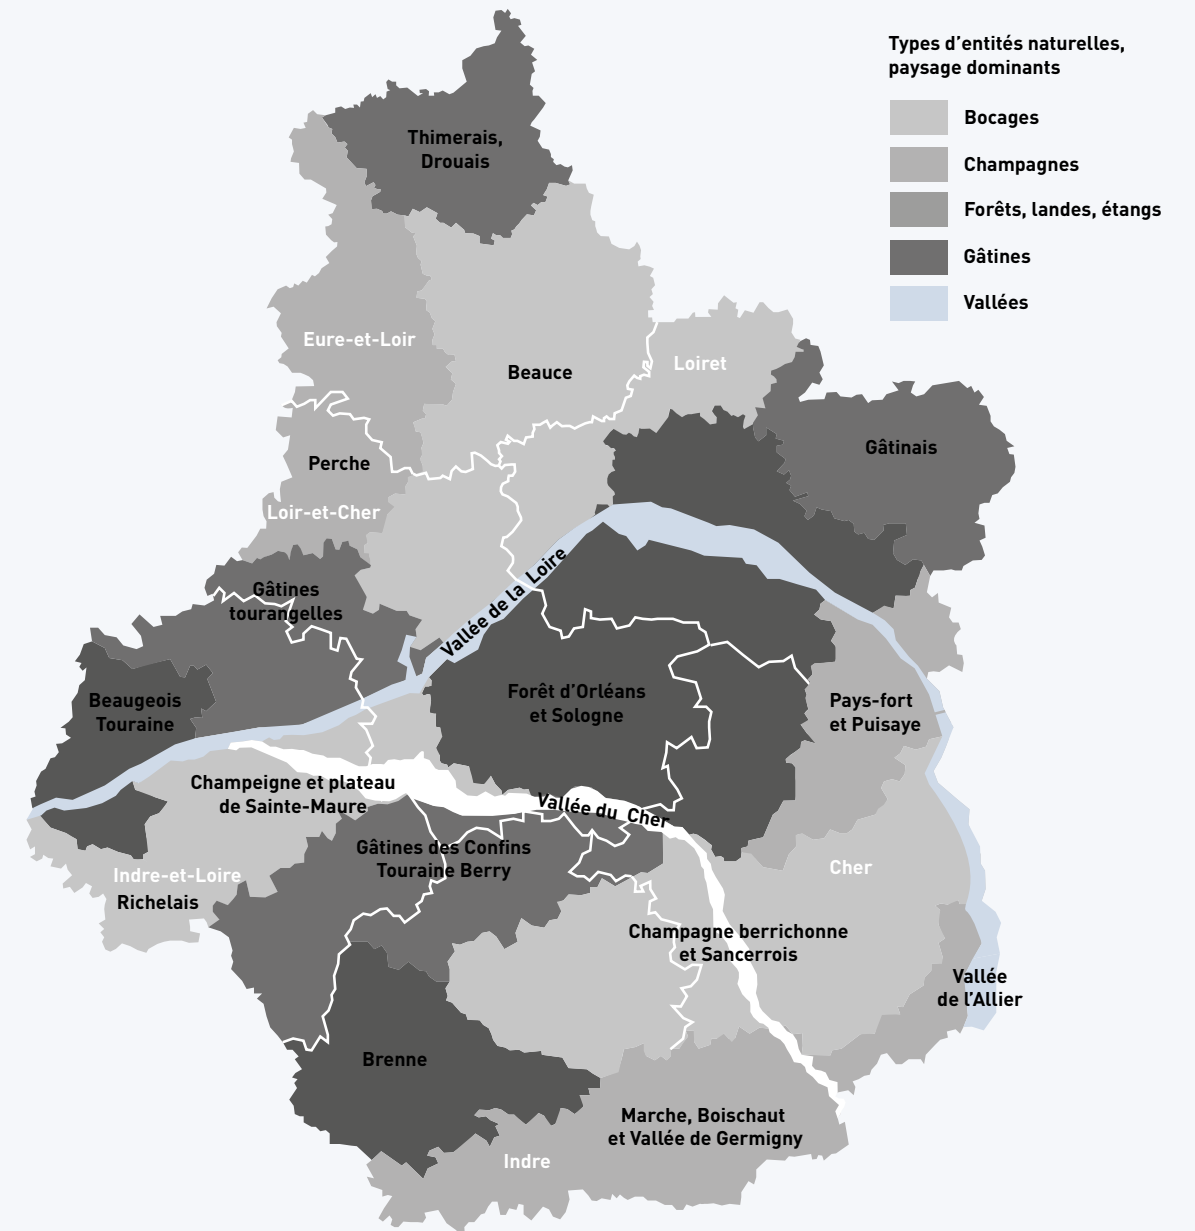 Types d’entités naturelles,
paysage dominants
Bocages
Champagnes
Forêts, landes, étangs
Gâtines
Vallées
Thimerais,
Drouais
Eure-et-Loir
Beauce
Loiret
Gâtinais
Perche
Loir-et-Cher
Gâtines
tourangelles
Vallée de la Loire
Beaugeois
Touraine
Forêt d’Orléans
et Sologne
Pays-fort
et Puisaye
Champeigne et plateau
de Sainte-Maure
Vallée du Cher
Gâtines des Confins
Touraine Berry
Indre-et-Loire
Richelais
Cher
Champagne berrichonne
et Sancerrois
Vallée
de l’Allier
Brenne
Marche, Boischaut
et Vallée de Germigny
Indre